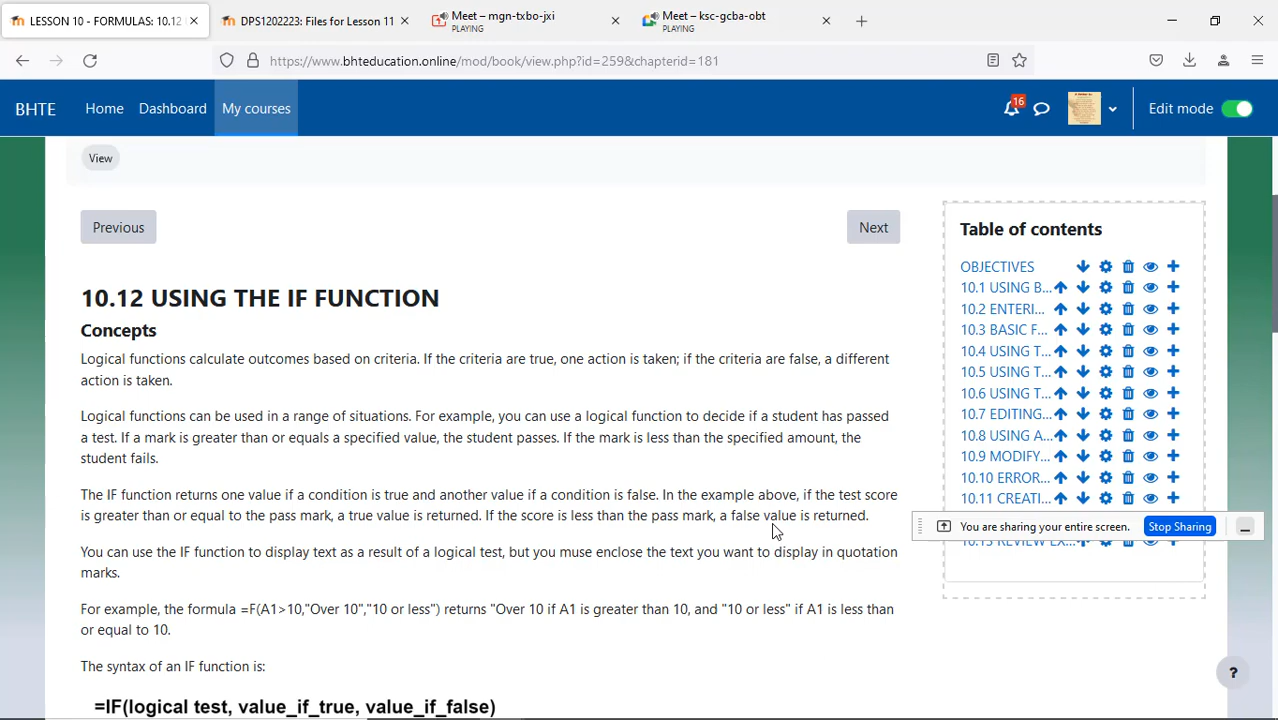 LESSON 10 - FORMULAS: 10.12
DPS1202223: Files for Lesson 11
Meet – mgn-txbo-jxi
PLAYING
Meet – ksc-gcba-obt
PLAYING
https://www.bhteducation.online/mod/book/view.php?id=259&chapterid=181
BHTE
Home
Dashboard
My courses
16
Edit mode
View
Previous
Next
10.12 USING THE IF FUNCTION
Concepts
Logical functions calculate outcomes based on criteria. If the criteria are true, one action is taken; if the criteria are false, a different
action is taken.
Logical functions can be used in a range of situations. For example, you can use a logical function to decide if a student has passed
a test. If a mark is greater than or equals a specified value, the student passes. If the mark is less than the specified amount, the
student fails.
The IF function returns one value if a condition is true and another value if a condition is false. In the example above, if the test score
is greater than or equal to the pass mark, a true value is returned. If the score is less than the pass mark, a false value is returned.
You can use the IF function to display text as a result of a logical test, but you muse enclose the text you want to display in quotation
marks.
For example, the formula =F(A1>10,"Over 10","10 or less") returns "Over 10 if A1 is greater than 10, and "10 or less" if A1 is less than
or equal to 10.
The syntax of an IF function is:
=IF(logical test, value_if_true, value_if_false)
Table of contents
OBJECTIVES
10.1 USING B...
10.2 ENTERI...
10.3 BASIC F...
10.4 USING T...
10.5 USING T...
10.6 USING T...
10.7 EDITING...
10.8 USING A...
10.9 MODIFY...
10.10 ERROR...
10.11 CREATI...
You are sharing your entire screen.
Stop Sharing
10.13 REVIEW EX...
?